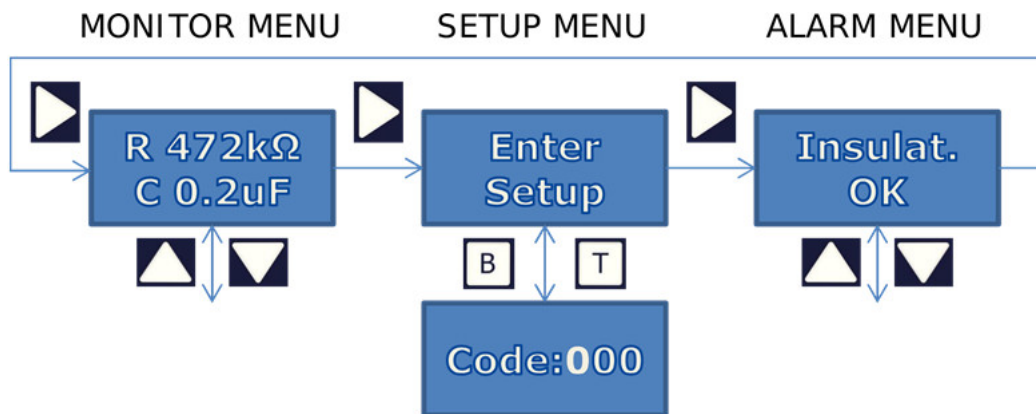 MONITOR MENU
SETUP MENU
ALARM MENU
R 472kΩ
C 0.2uF
Enter
Setup
Insulat.
OK
B
T
Code:000